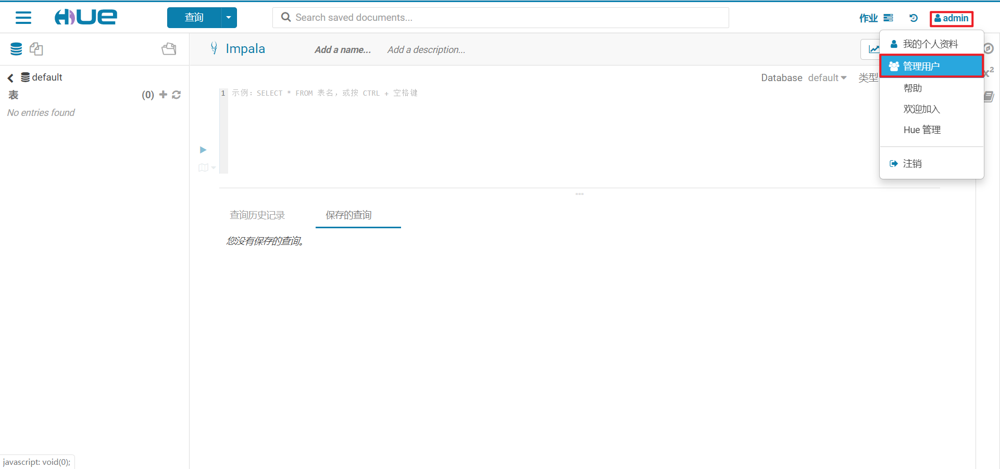 HUE
查询
Search saved documents...
作业
admin
Impala
Add a name...
Add a description...
我的个人资料
管理用户
帮助
欢迎加入
Hue 管理
注销
default
表
(0)
No entries found
Database default
类型
x²
1
示例：SELECT * FROM 表名，或按 CTRL + 空格键
查询历史记录
保存的查询
您没有保存的查询。
javascript: void(0);